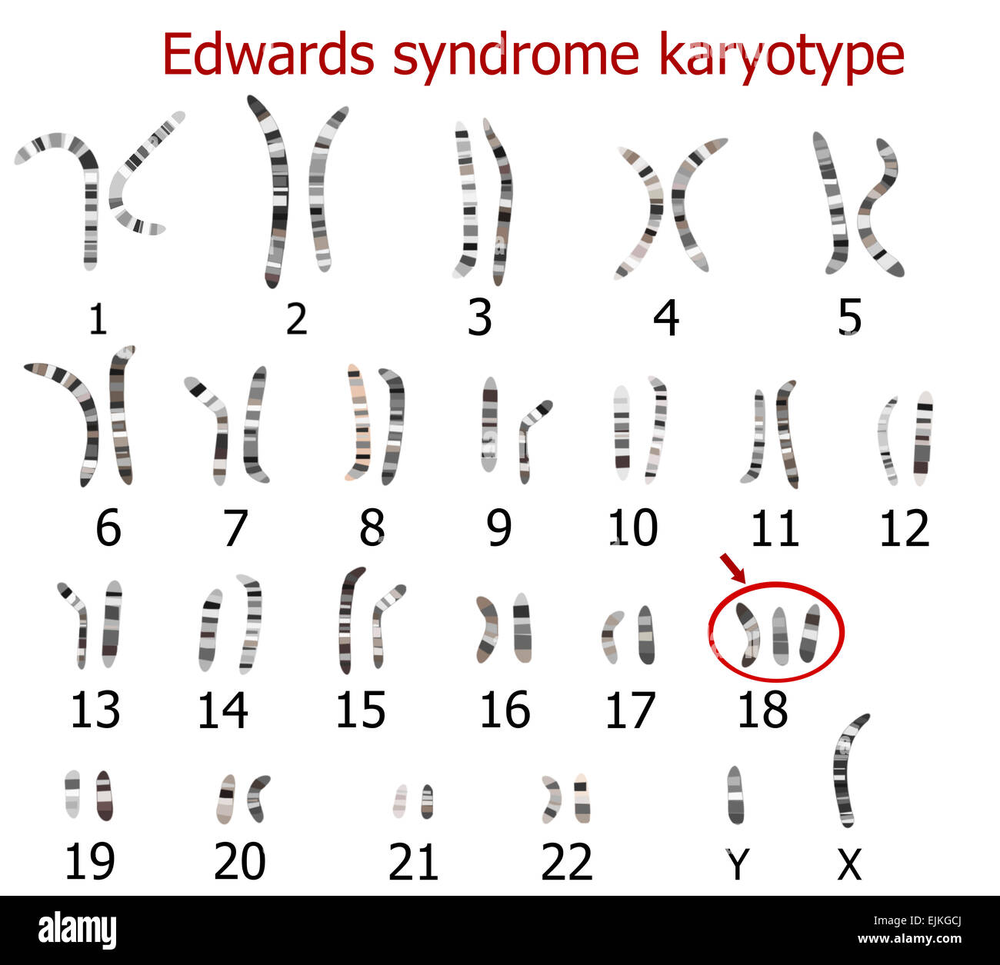 Edwards syndrome karyotype
1 2 3 4 5
6 7 8 9 10 11 12
13 14 15 16 17 18
19 20 21 22 Y X
alamy
a
a
a
a
alamy
Image ID: EJKGCJ
www.alamy.com